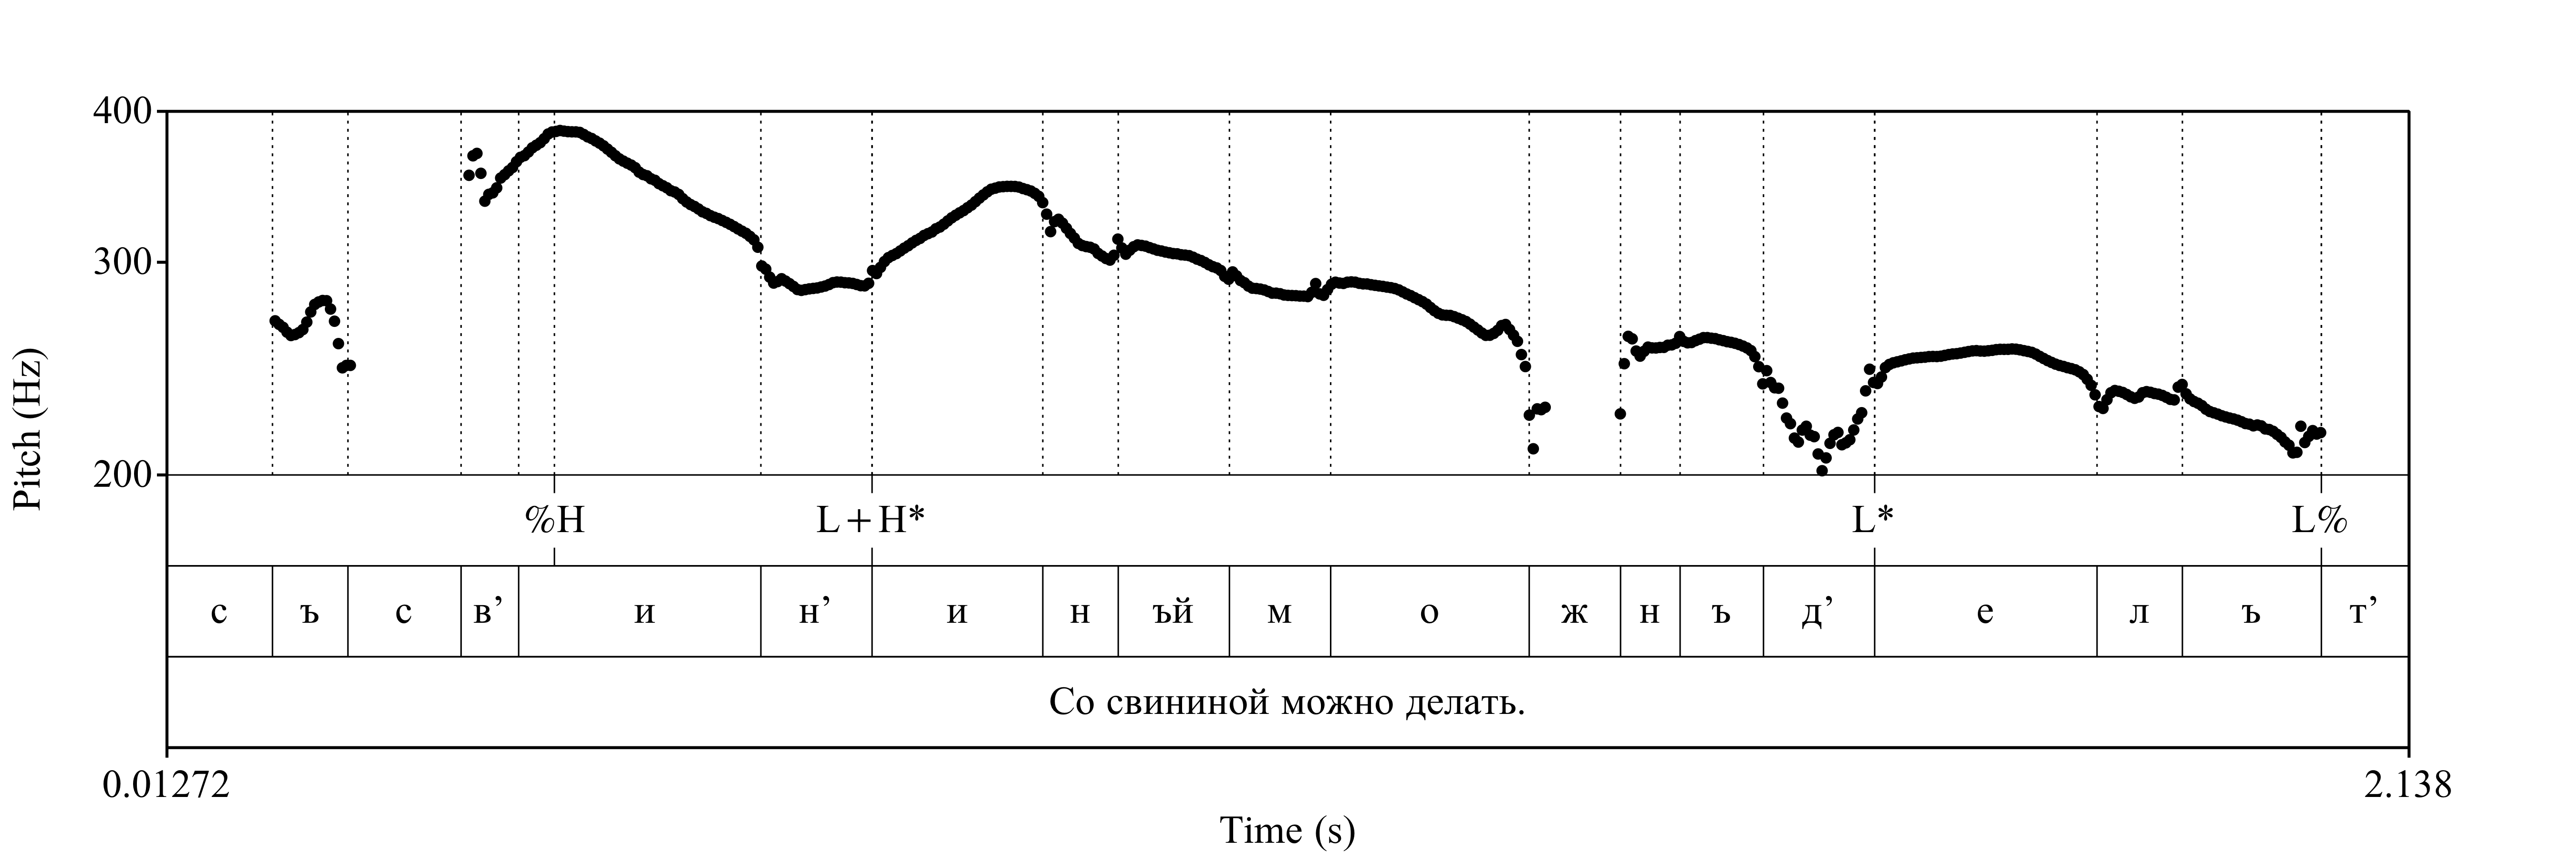 400
300
200
Pitch (Hz)
%H L+H* L* L%
с ъ с в’ и н’ и н ъй м о ж н ъ д’ е л ъ т’
Со свининой можно делать.
0.01272 2.138
Time (s)